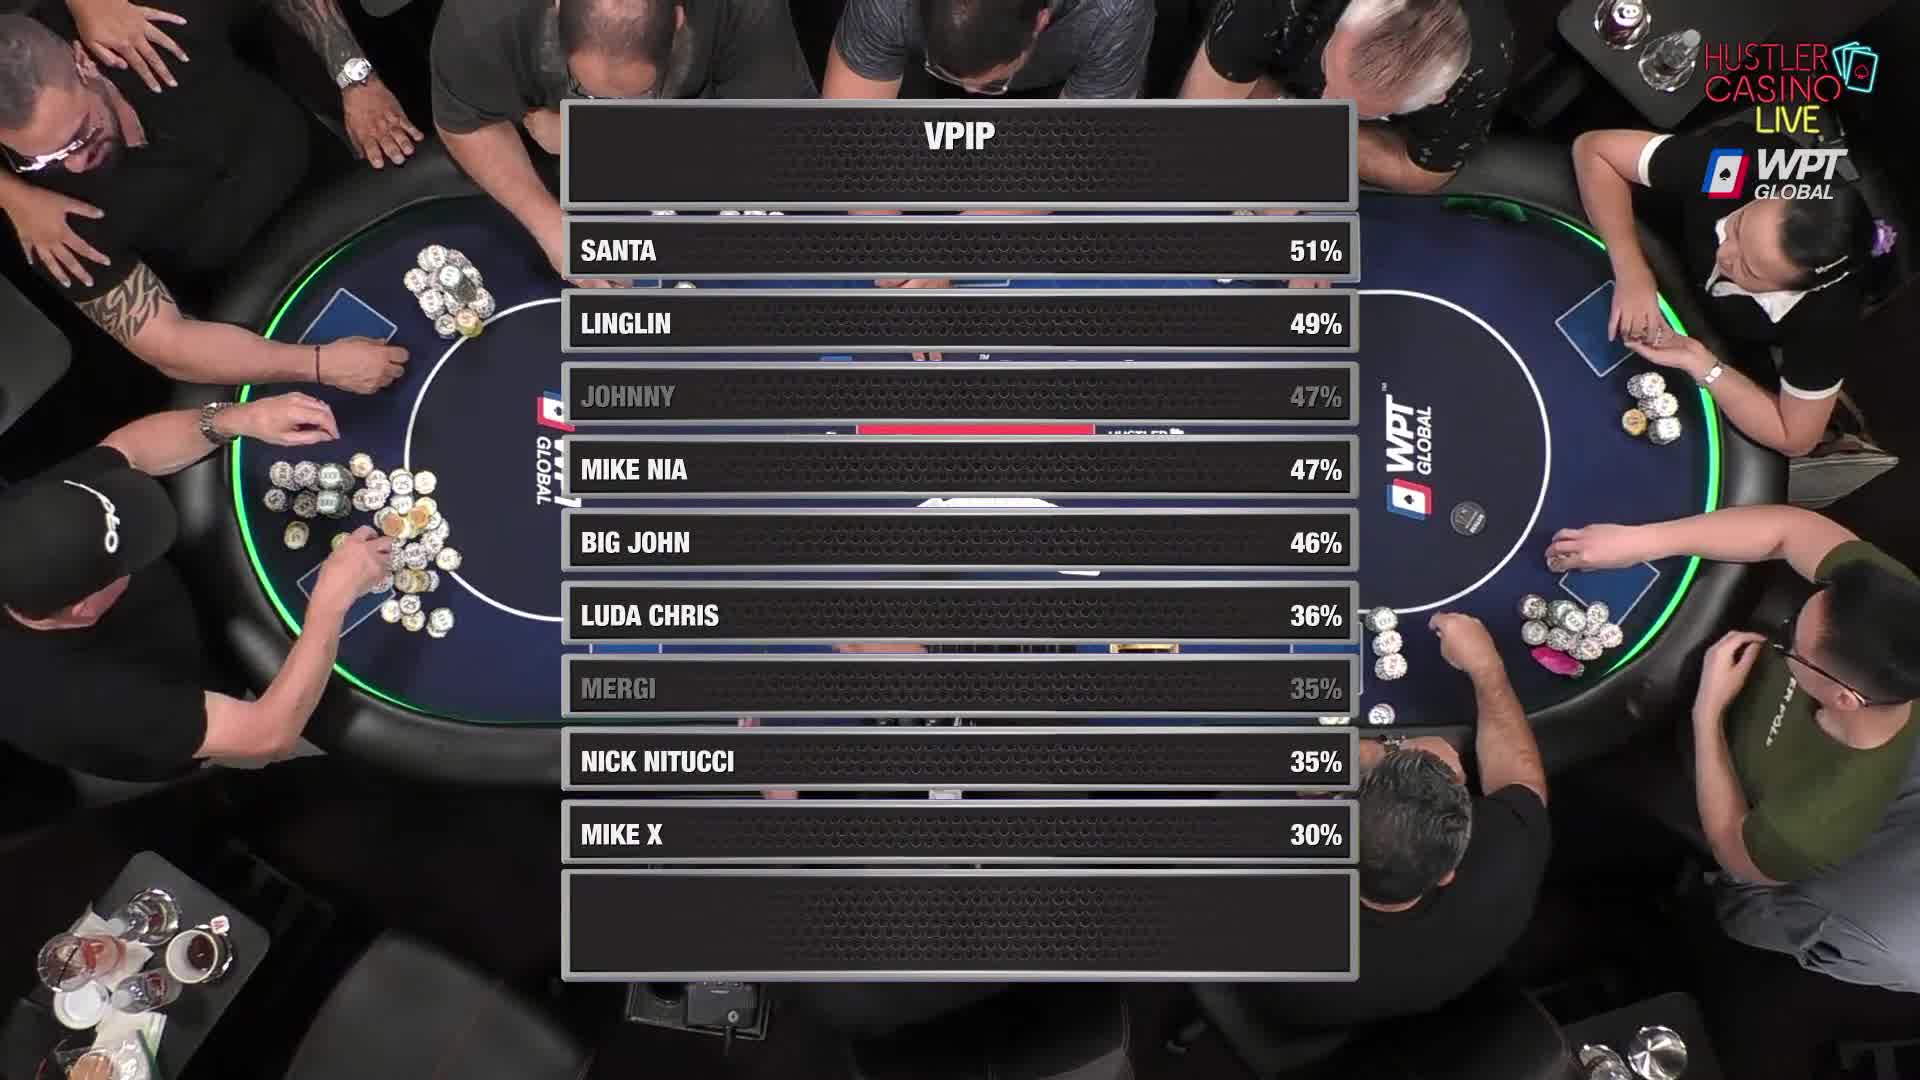 HUSTLER
CASINO
LIVE
WPT
GLOBAL
VPIP
SANTA 51%
LINGLIN 49%
JOHNNY 47%
MIKE NIA 47%
BIG JOHN 46%
LUDA CHRIS 36%
MERGI 35%
NICK NITUCCI 35%
MIKE X 30%
WPT
GLOBAL
GLOBAL